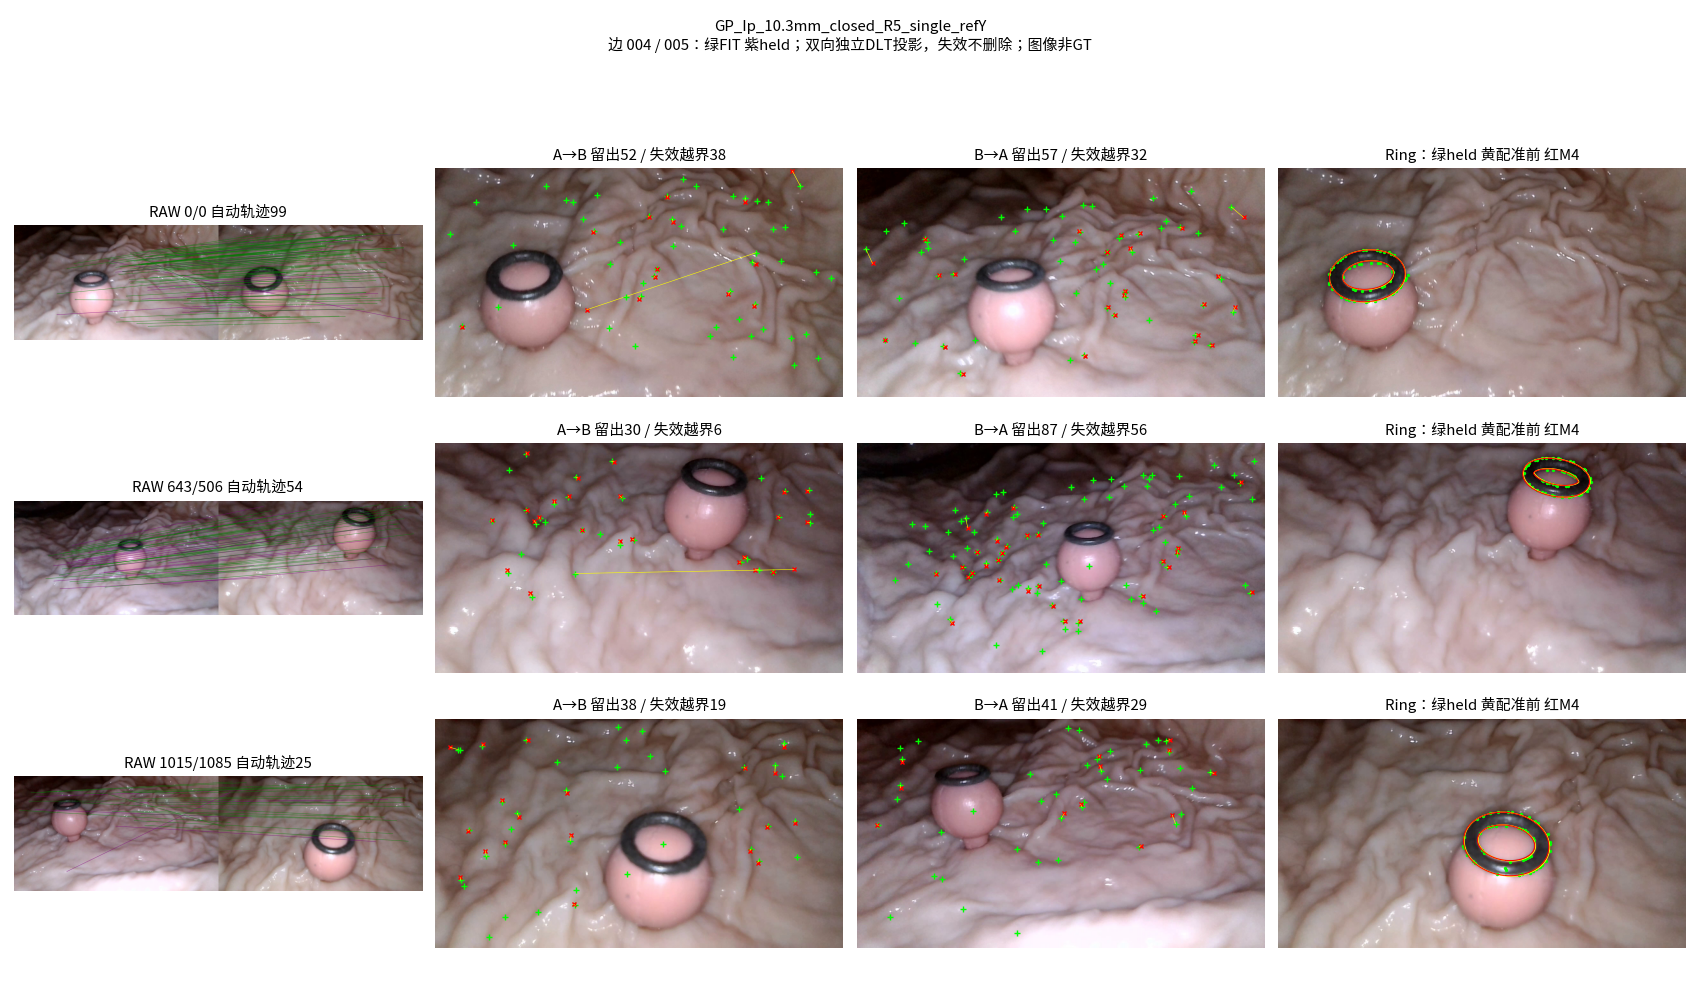 GP_Ip_10.3mm_closed_R5_single_refY
边 004 / 005：绿FIT 紫held；双向独立DLT投影，失效不删除；图像非GT
RAW 0/0 自动轨迹99
A→B 留出52 / 失效越界38
B→A 留出57 / 失效越界32
Ring：绿held 黄配准前 红M4
RAW 643/506 自动轨迹54
A→B 留出30 / 失效越界6
B→A 留出87 / 失效越界56
Ring：绿held 黄配准前 红M4
RAW 1015/1085 自动轨迹25
A→B 留出38 / 失效越界19
B→A 留出41 / 失效越界29
Ring：绿held 黄配准前 红M4